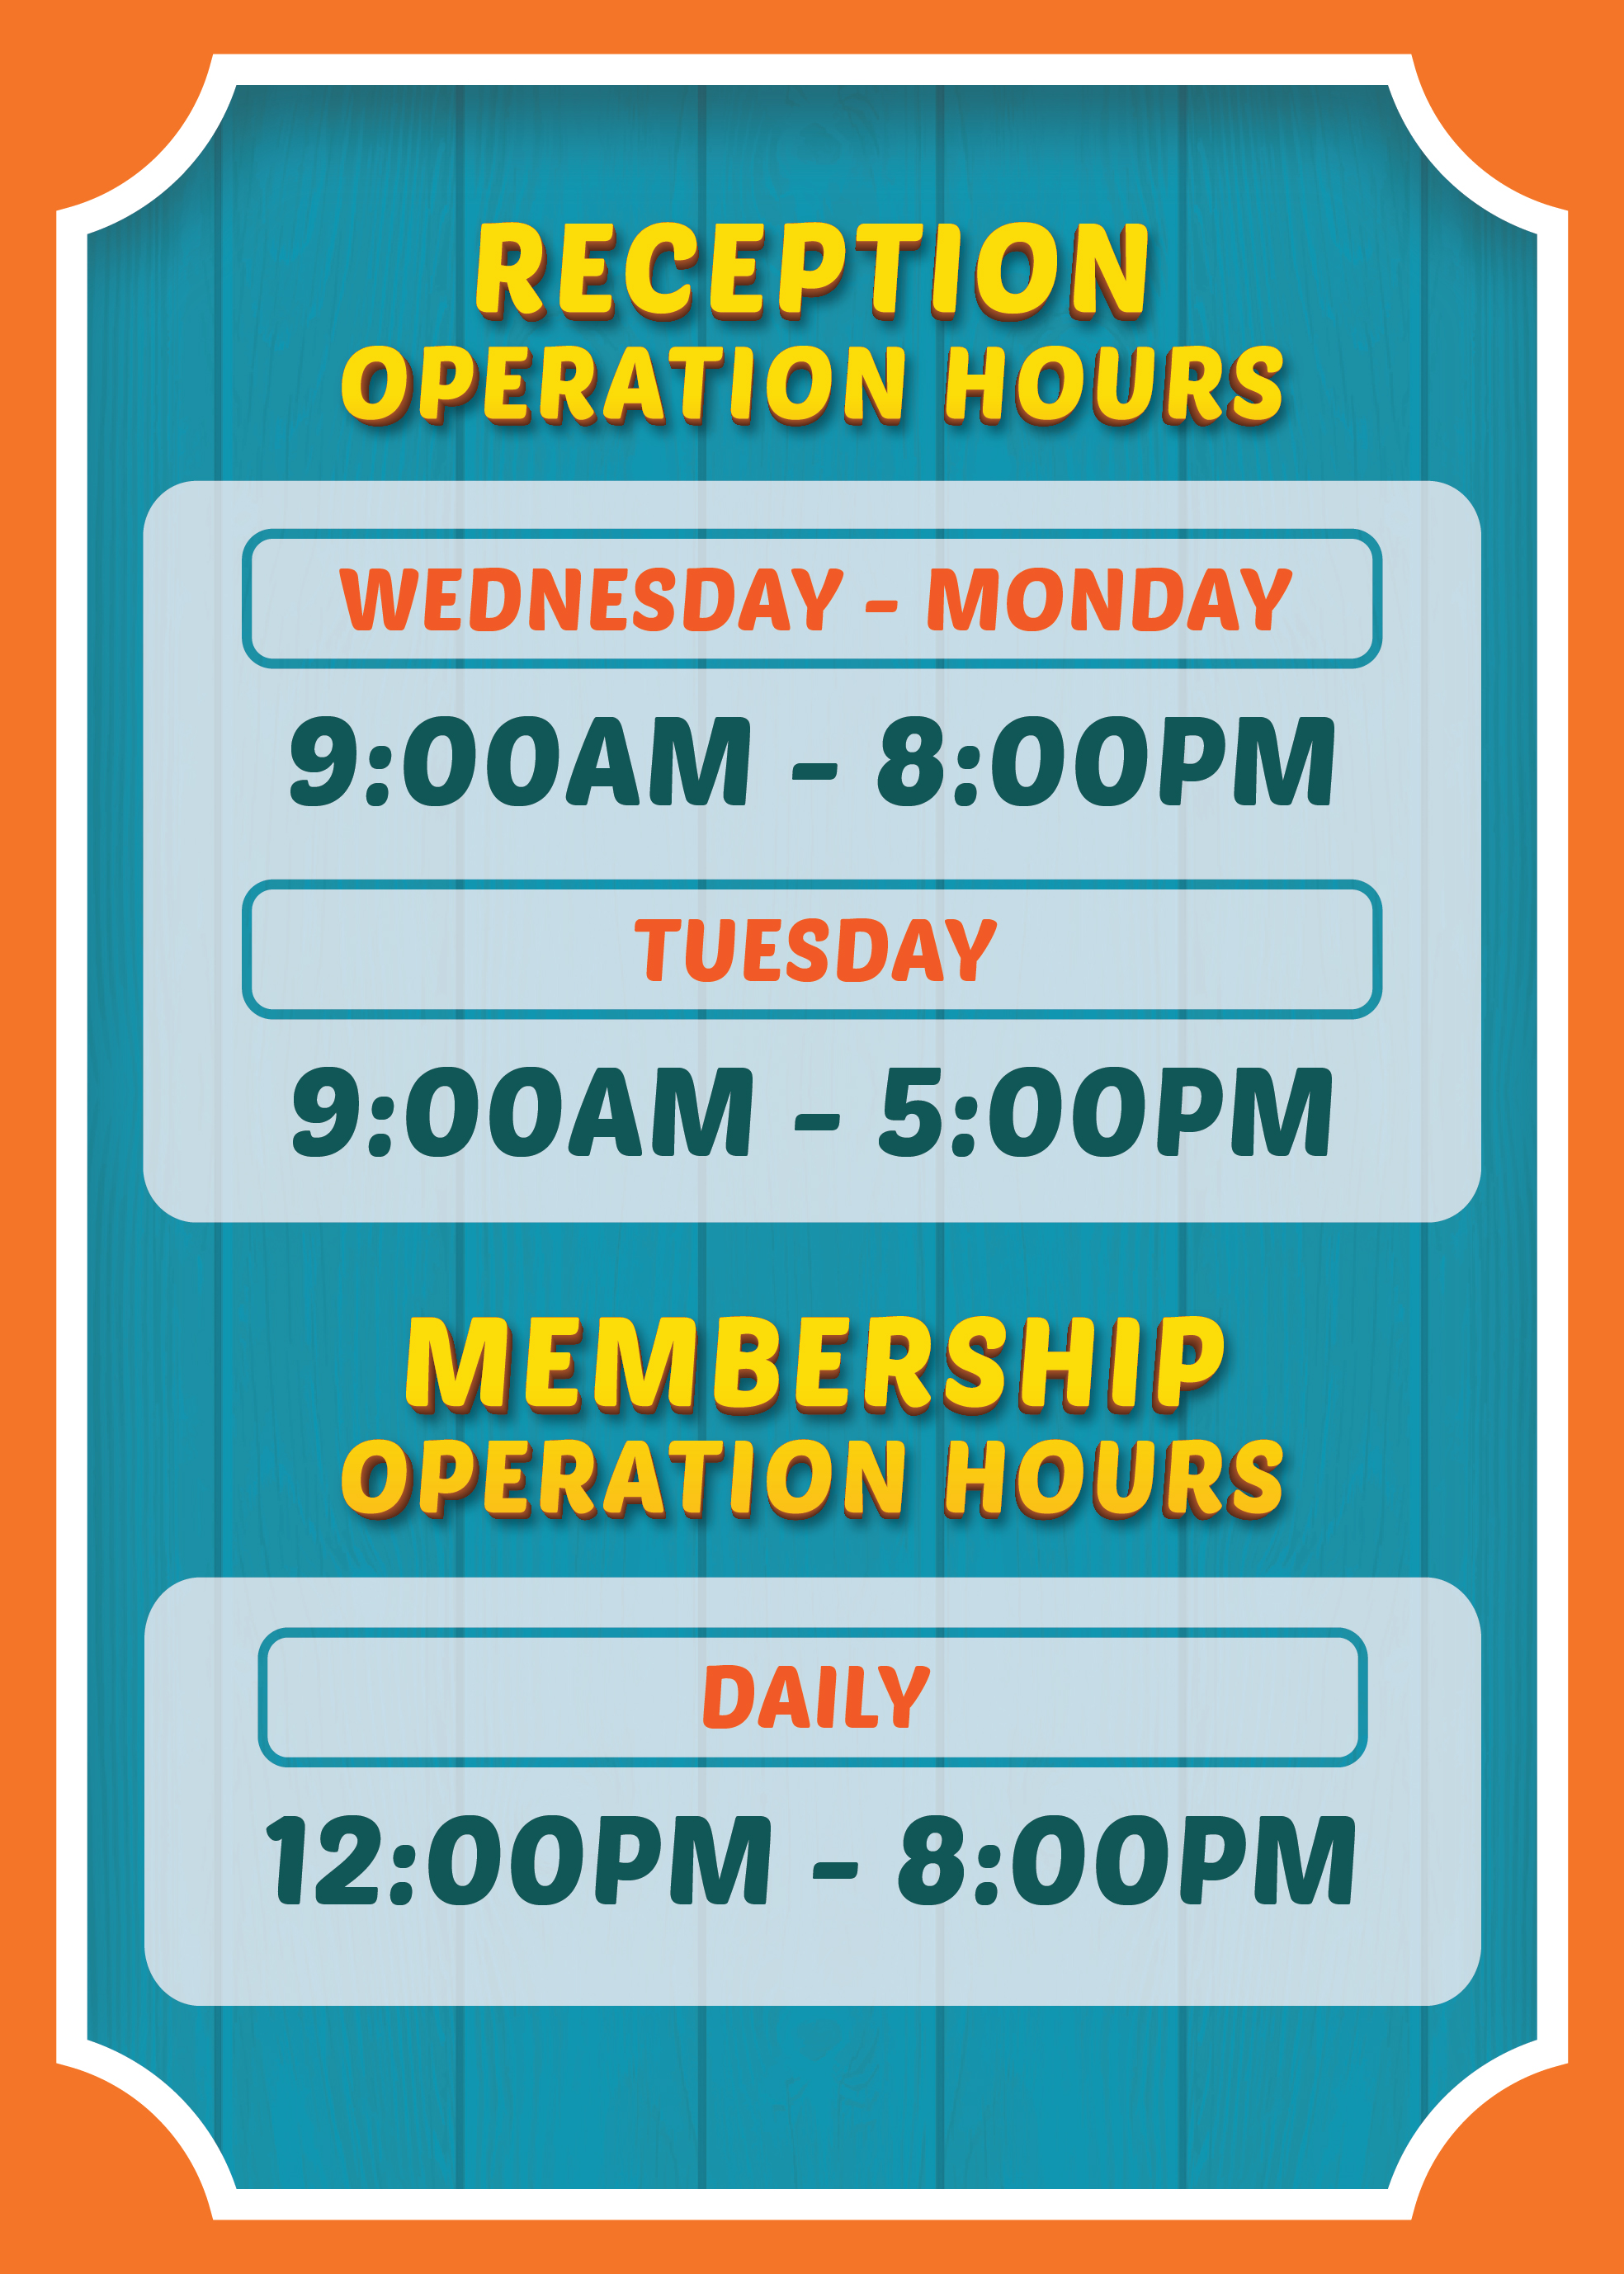 RECEPTION
OPERATION HOURS
WEDNESDAY – MONDAY
9:00AM – 8:00PM
TUESDAY
9:00AM – 5:00PM
MEMBERSHIP
OPERATION HOURS
DAILY
12:00PM – 8:00PM